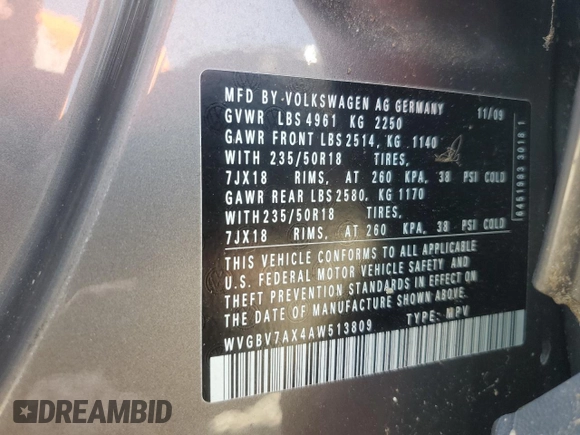 MFD BY-VOLKSWAGEN AG GERMANY 11/09
GVWR LBS 4961 KG 2250
GAWR FRONT LBS 2514, KG 1140
WITH 235/50R18 TIRES,
7JX18 RIMS, AT 260 KPA, 38 PSI COLD
GAWR REAR LBS 2580, KG 1170
WITH 235/50R18 TIRES,
7JX18 RIMS, AT 260 KPA, 38 PSI COLD
THIS VEHICLE CONFORMS TO ALL APPLICABLE
U.S. FEDERAL MOTOR VEHICLE SAFETY AND
THEFT PREVENTION STANDARDS IN EFFECT ON
THE DATE OF MANUFACTURE SHOWN ABOVE.
WVGBV7AX4AW513809 TYPE: MPV
6451983 3018 1
DREAMBID